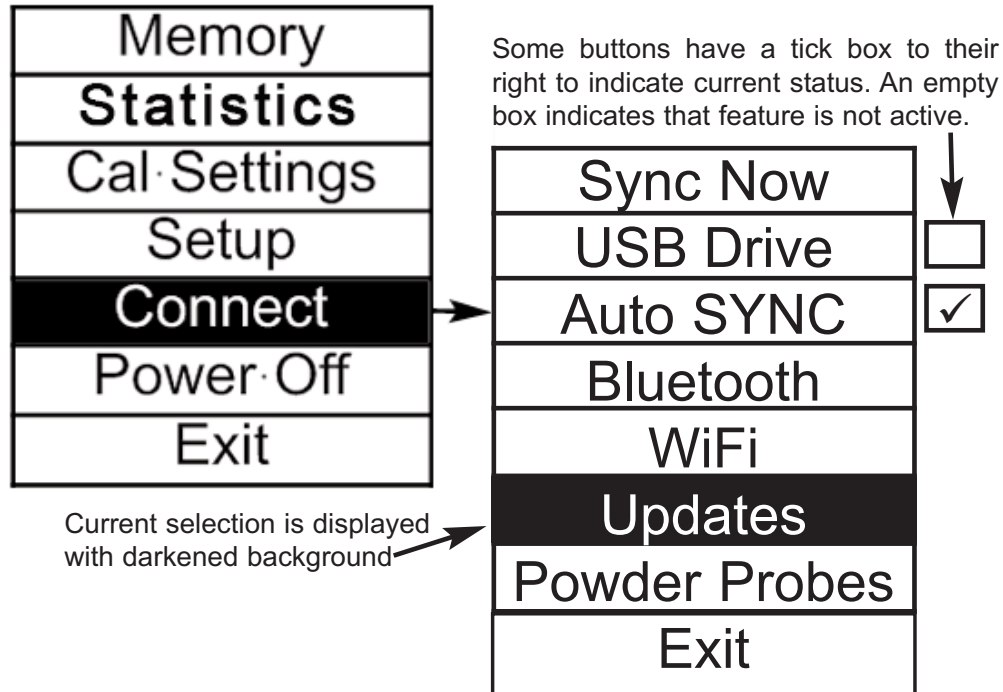 Memory
Statistics
Cal·Settings
Setup
Connect
Power·Off
Exit
Some buttons have a tick box to their
right to indicate current status. An empty
box indicates that feature is not active.
Sync Now
USB Drive
Auto SYNC
✓
Bluetooth
WiFi
Updates
Powder Probes
Exit
Current selection is displayed
with darkened background